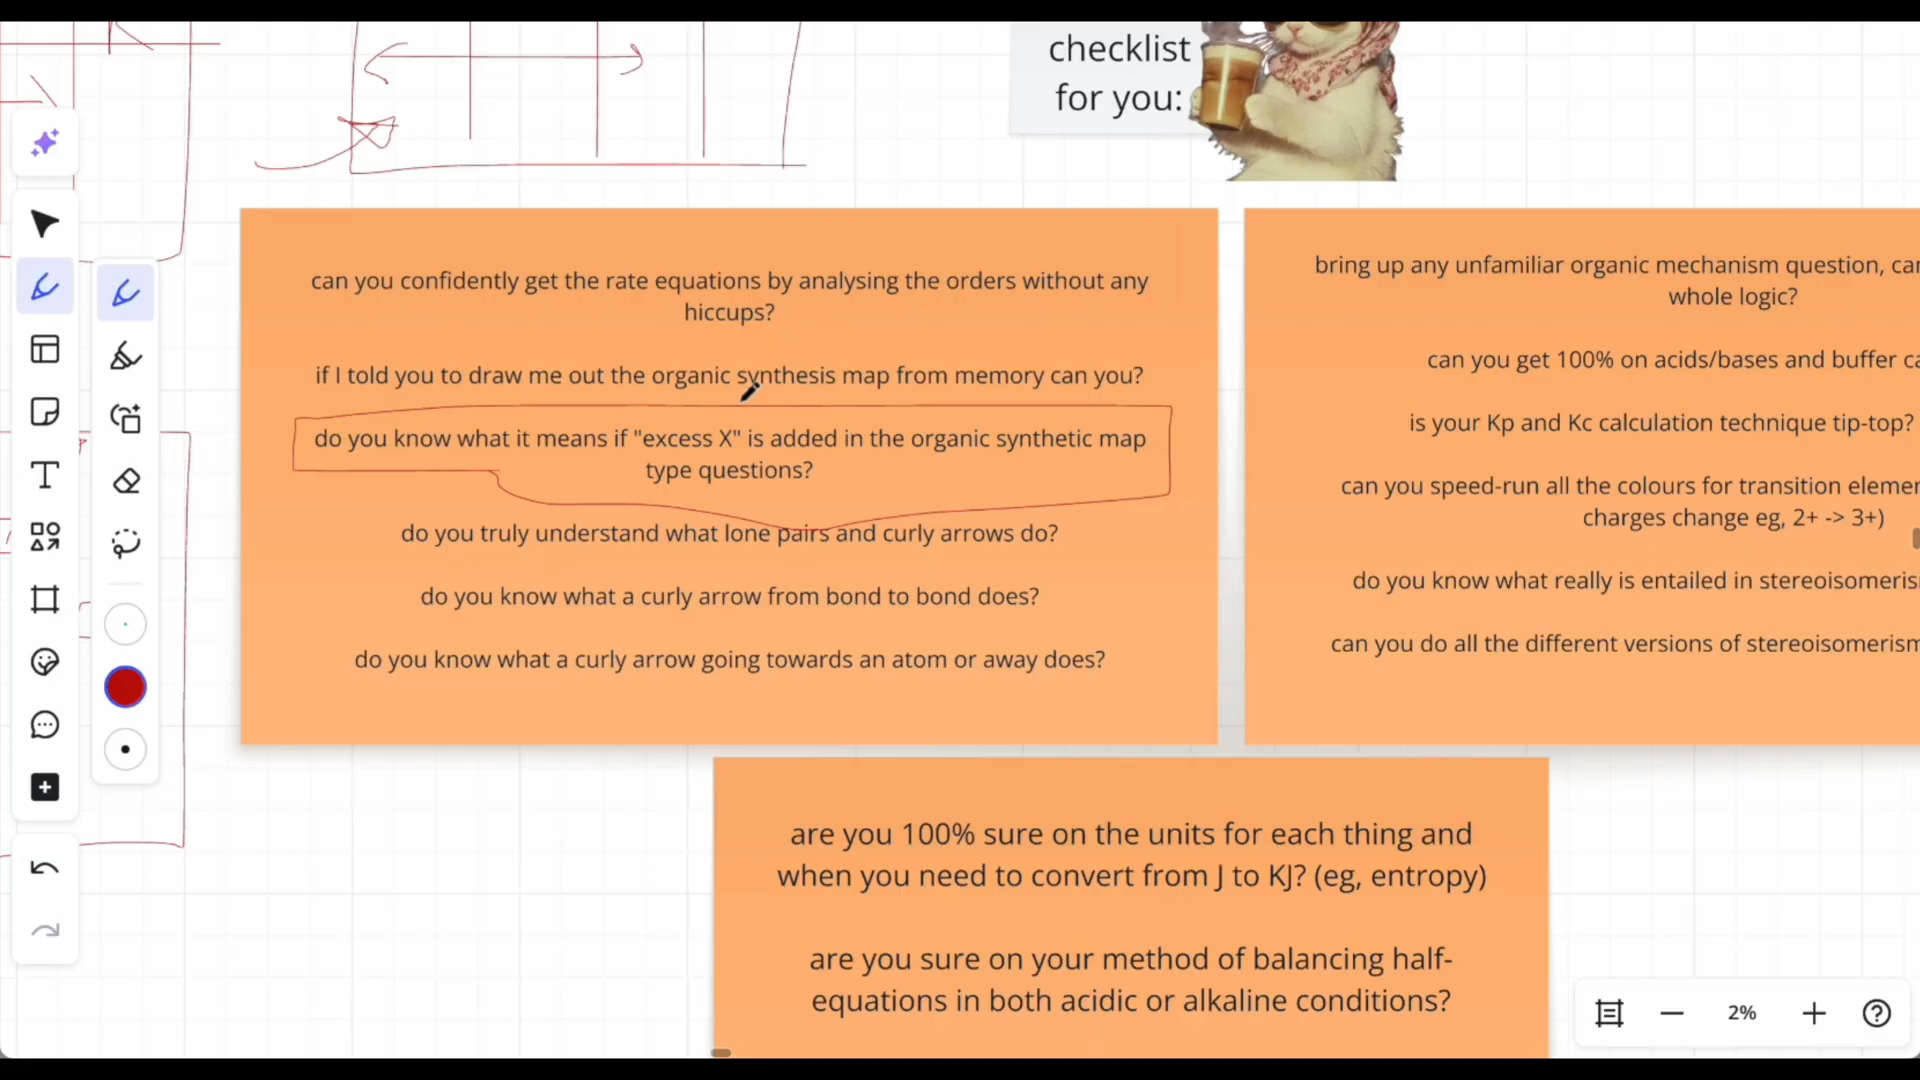 checklist
for you:
can you confidently get the rate equations by analysing the orders without any
hiccups?
if I told you to draw me out the organic synthesis map from memory can you?
do you know what it means if "excess X" is added in the organic synthetic map
type questions?
do you truly understand what lone pairs and curly arrows do?
do you know what a curly arrow from bond to bond does?
do you know what a curly arrow going towards an atom or away does?
bring up any unfamiliar organic mechanism question,
whole logic?
can you get 100% on acids/bases and buffer
is your Kp and Kc calculation technique tip-top?
can you speed-run all the colours for transition
charges change eg, 2+ -> 3+)
do you know what really is entailed in
can you do all the different versions of stereoisomerism
are you 100% sure on the units for each thing and
when you need to convert from J to KJ? (eg, entropy)
are you sure on your method of balancing half-
equations in both acidic or alkaline conditions?
2%